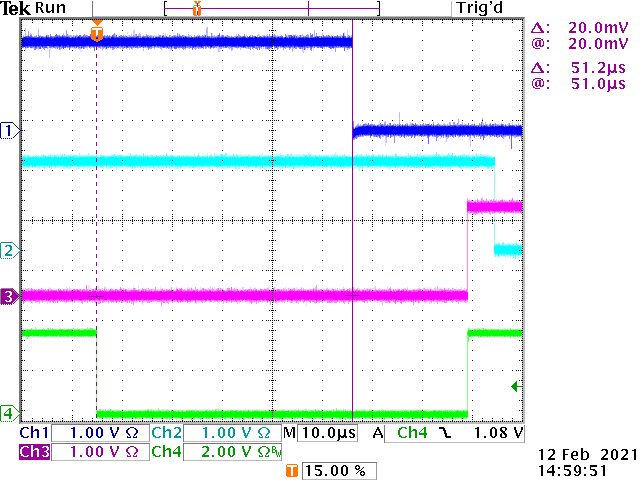 Tek Run Trig'd
T
T
Δ: 20.0mV
@: 20.0mV
Δ: 51.2µs
@: 51.0µs
1
2
3
4
Ch1 1.00 V Ω Ch2 1.00 V Ω M 10.0µs A Ch4 1.08 V
Ch3 1.00 V Ω Ch4 2.00 V Ω BW
T 15.00 %
12 Feb 2021
14:59:51